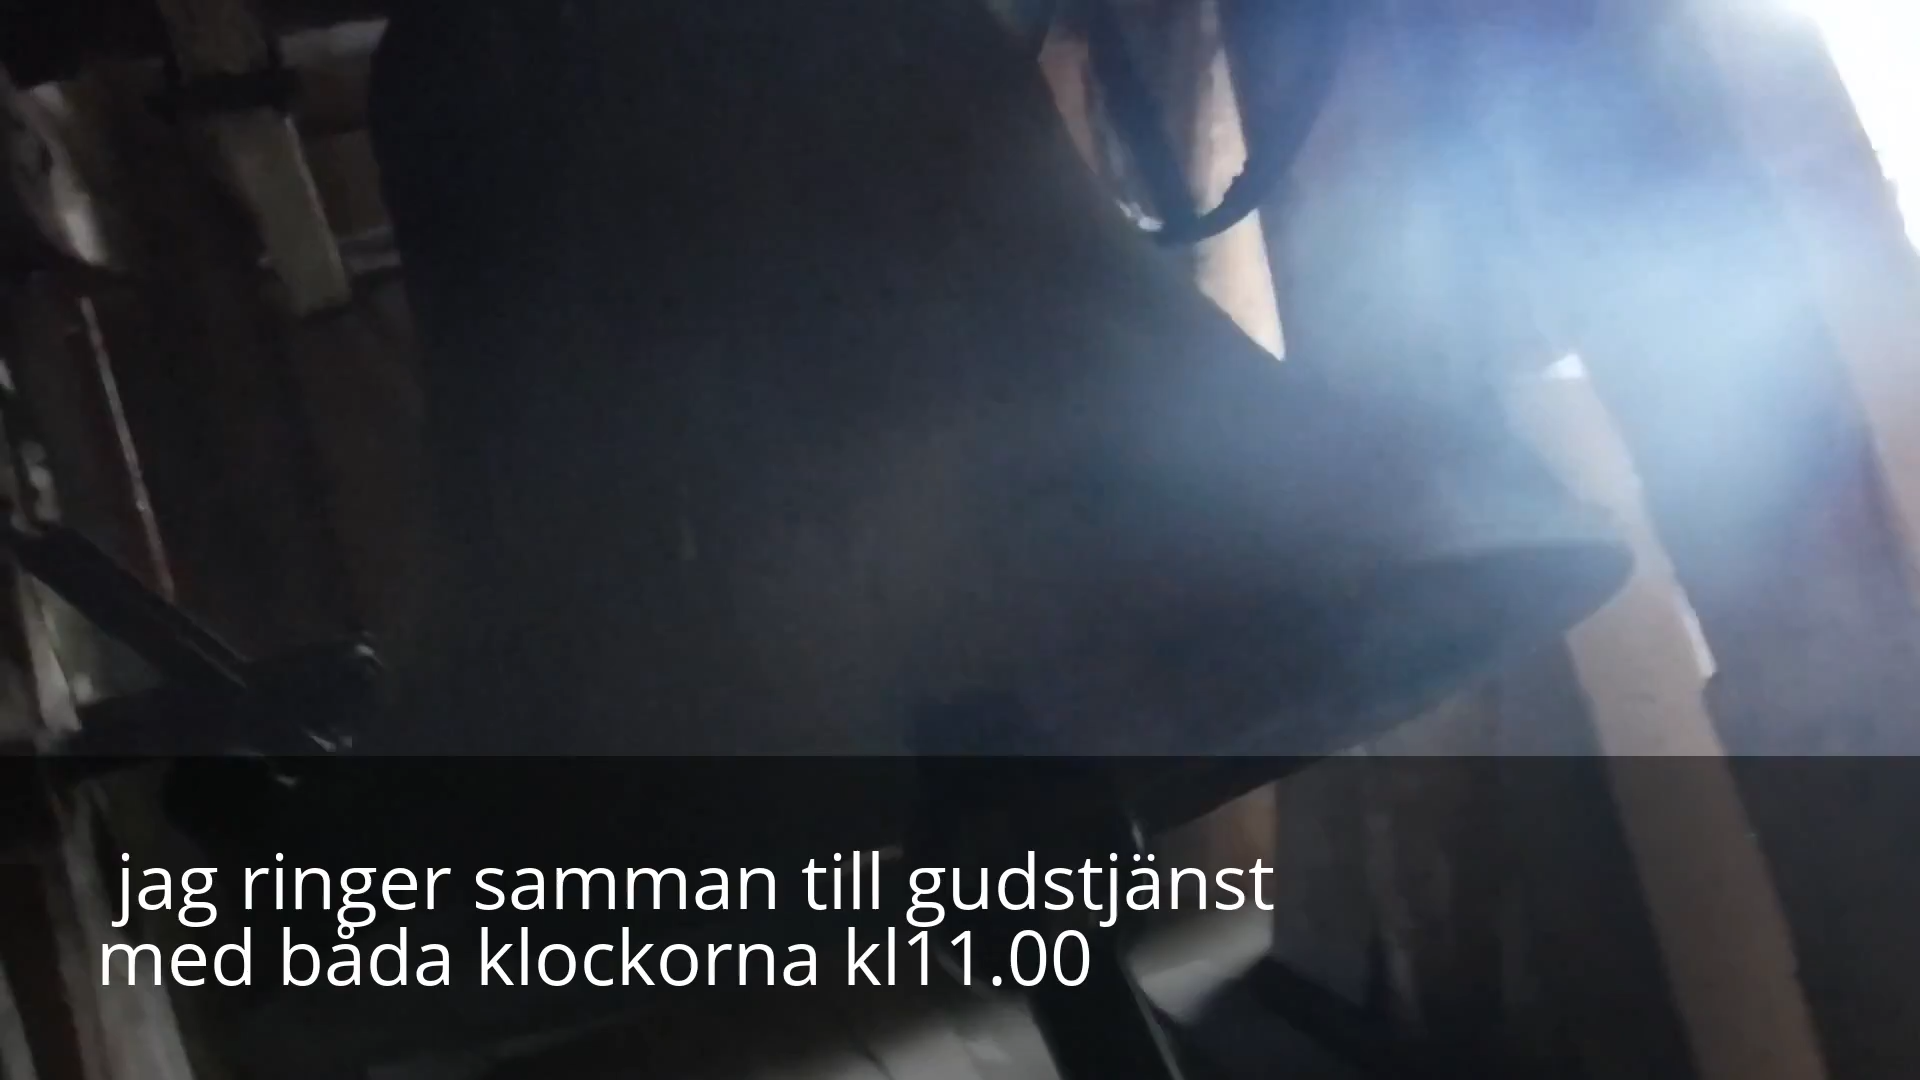 jag ringer samman till gudstjänst
med båda klockorna kl11.00